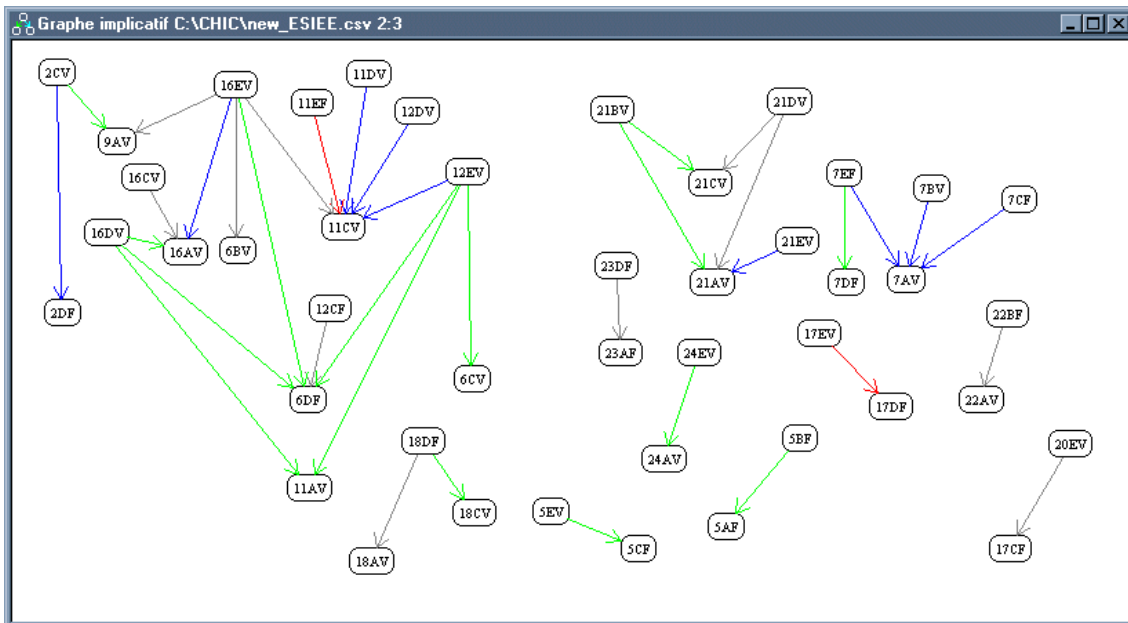 Graphe implicatif C:\CHIC\new_ESIEE.csv 2:3
2CV
16EV
11DV
11EF
12DV
21BV
21DV
9AV
16CV
12EV
21CV
7EF
7BV
7CF
16DV
16AV
6BV
11CV
21EV
23DF
21AV
7DF
7AV
2DF
12CF
22BF
17EV
23AF
24EV
6CV
6DF
17DF
22AV
18DF
5BF
20EV
24AV
11AV
18CV
5EV
5AF
18AV
5CF
17CF